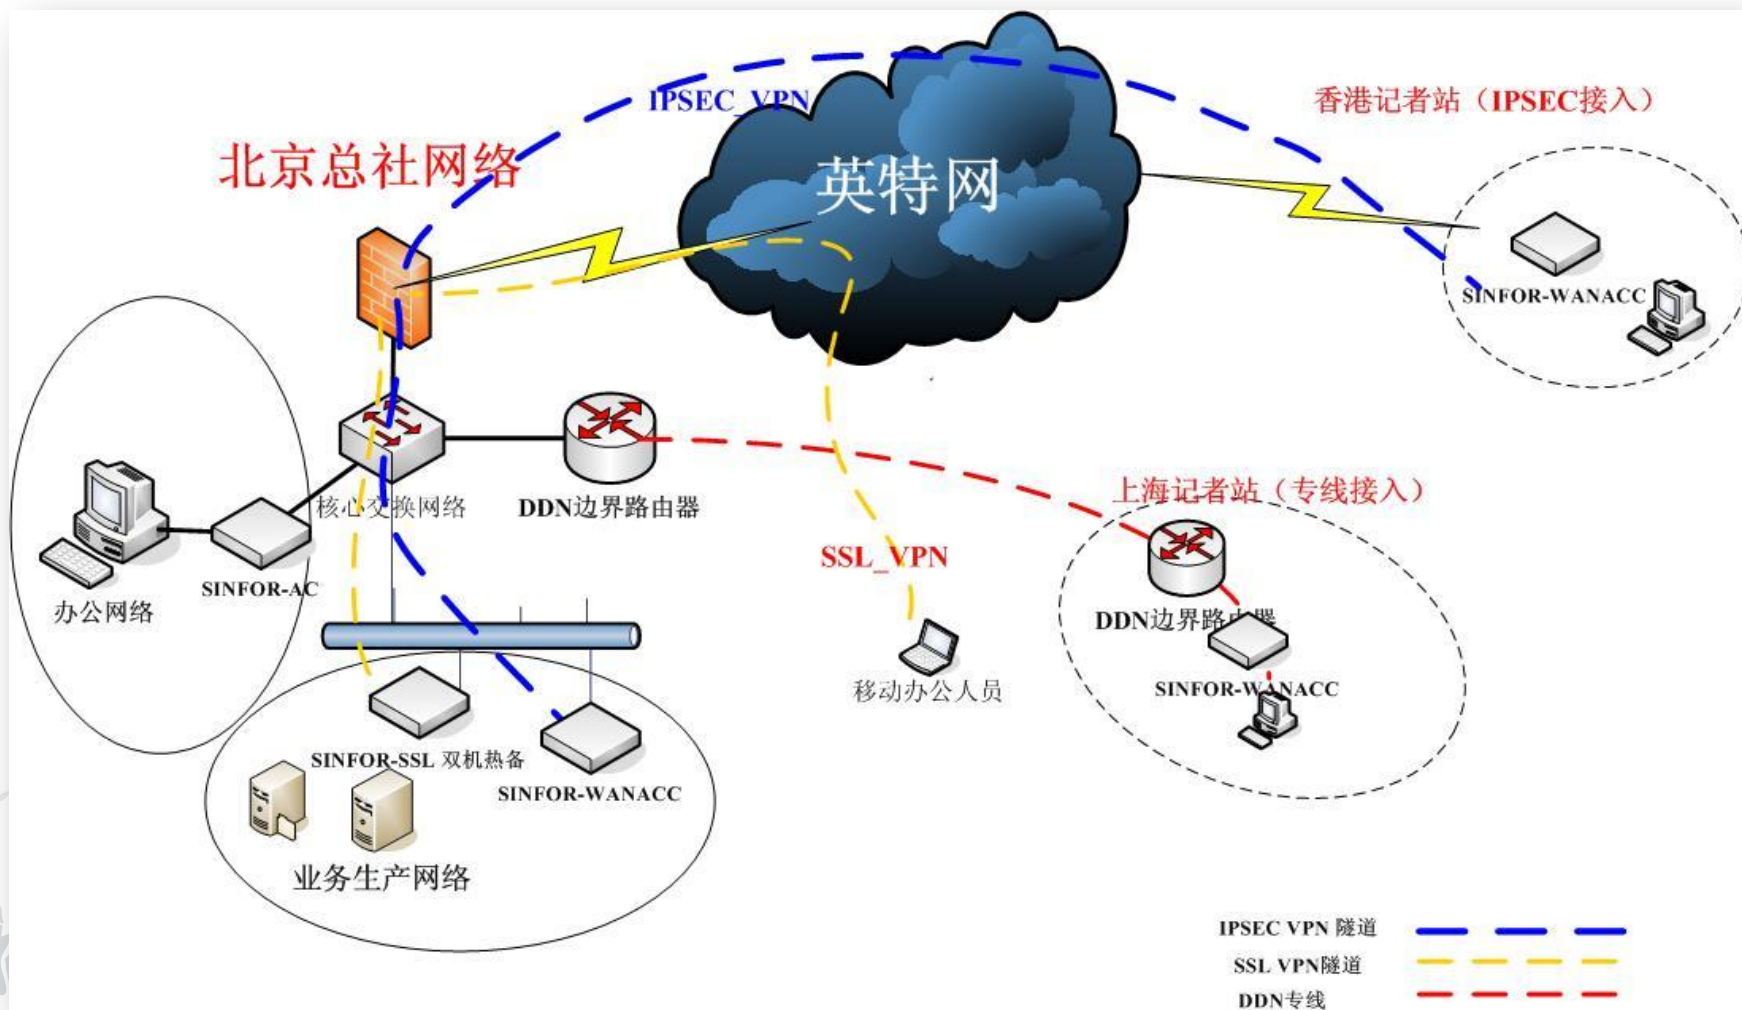 IPSEC_VPN
香港记者站（IPSEC接入）
北京总社网络
英特网
SINFOR-WANACC
上海记者站（专线接入）
核心交换网络
DDN边界路由器
SSL_VPN
SINFOR-AC
办公网络
DDN边界路由器
移动办公人员
SINFOR-WANACC
SINFOR-SSL 双机热备
SINFOR-WANACC
业务生产网络
IPSEC VPN 隧道
SSL VPN隧道
DDN专线